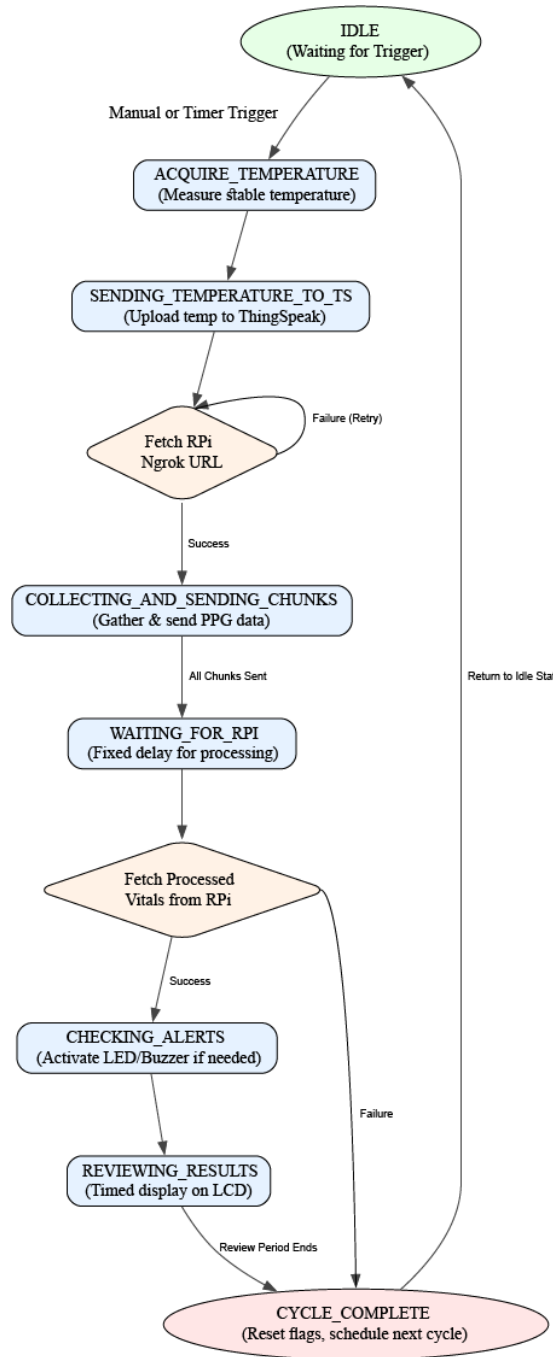 IDLE
(Waiting for Trigger)
Manual or Timer Trigger
ACQUIRE_TEMPERATURE
(Measure stable temperature)
SENDING_TEMPERATURE_TO_TS
(Upload temp to ThingSpeak)
Failure (Retry)
Fetch RPi
Ngrok URL
Success
COLLECTING_AND_SENDING_CHUNKS
(Gather & send PPG data)
All Chunks Sent
Return to Idle Stat
WAITING_FOR_RPI
(Fixed delay for processing)
Fetch Processed
Vitals from RPi
Success
CHECKING_ALERTS
(Activate LED/Buzzer if needed)
Failure
REVIEWING_RESULTS
(Timed display on LCD)
Review Period Ends
CYCLE_COMPLETE
(Reset flags, schedule next cycle)